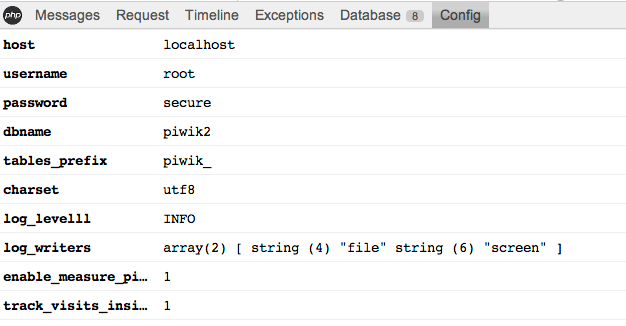 php Messages Request Timeline Exceptions Database 8 Config
host localhost
username root
password secure
dbname piwik2
tables_prefix piwik_
charset utf8
log_levelll INFO
log_writers array(2) [ string (4) "file" string (6) "screen" ]
enable_measure_pi… 1
track_visits_insi… 1